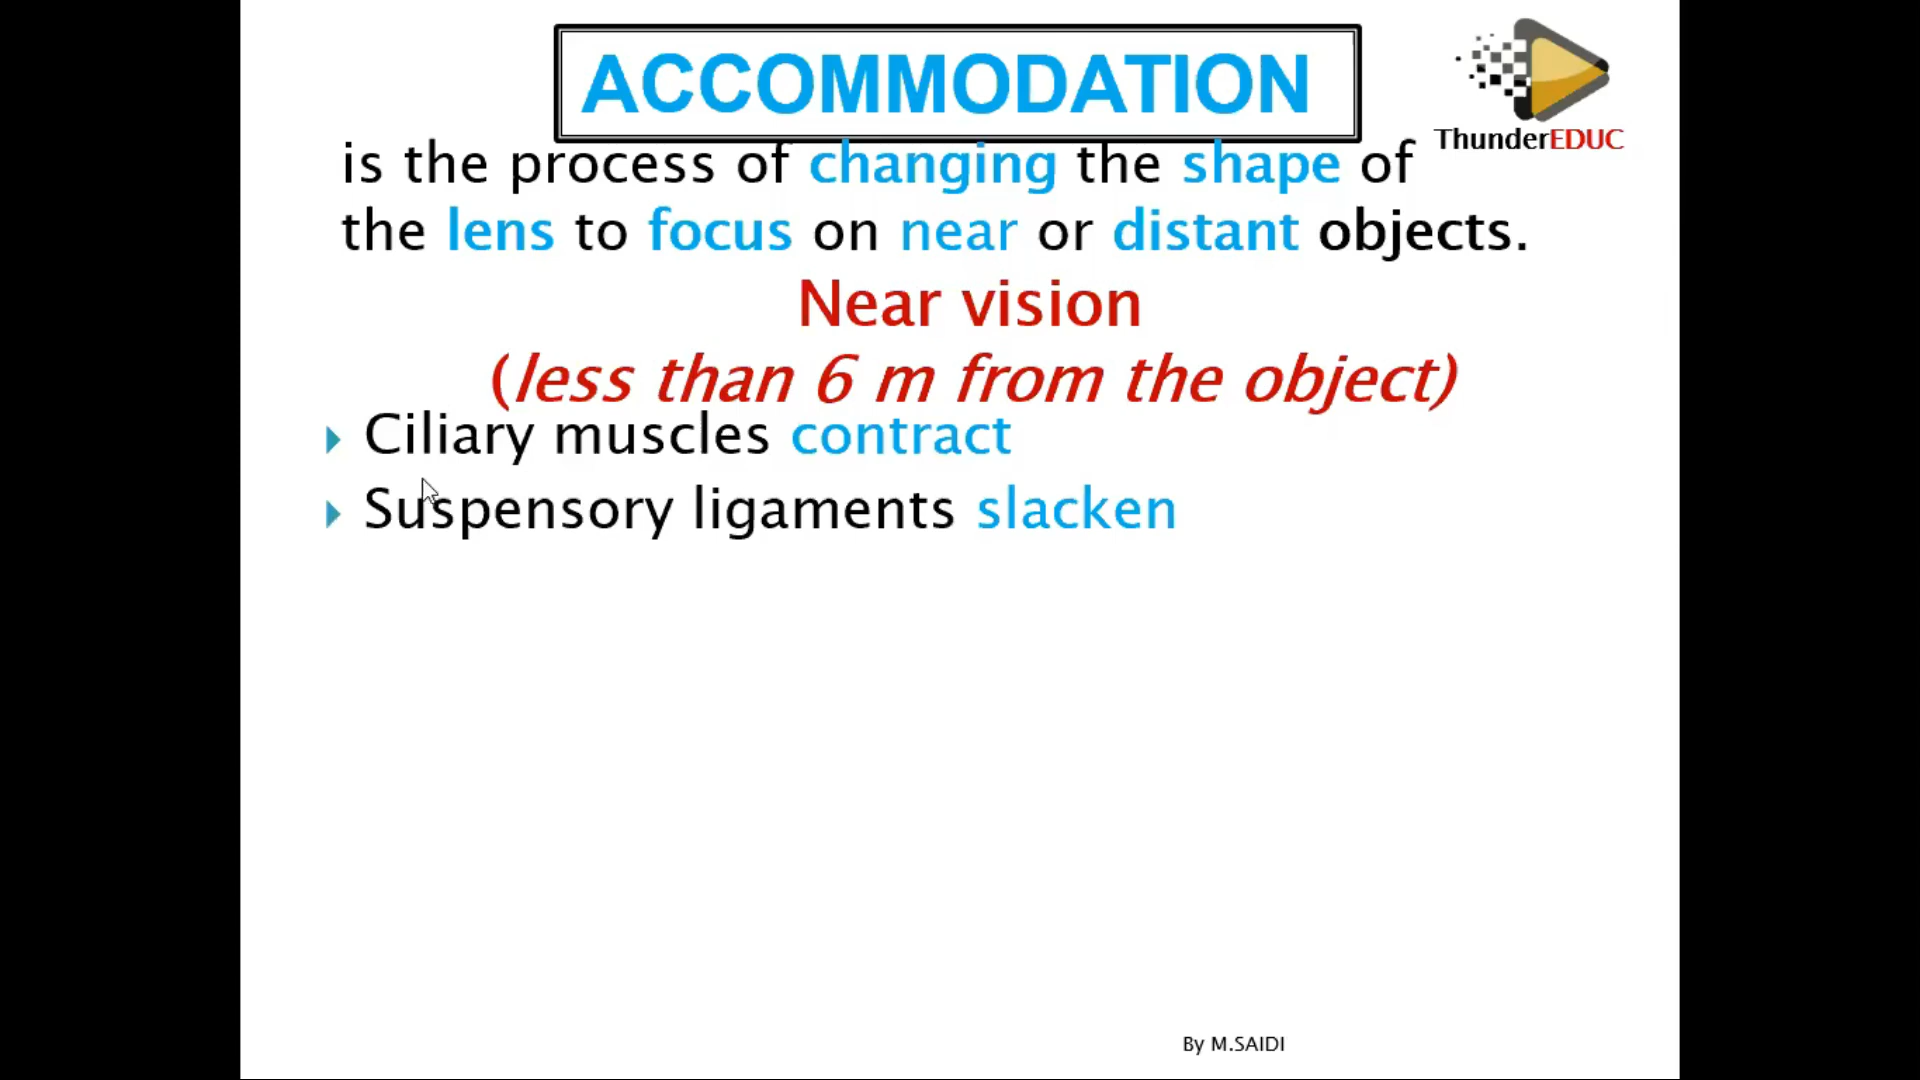 ACCOMMODATION
ThunderEDUC
is the process of changing the shape of
the lens to focus on near or distant objects.
Near vision
(less than 6 m from the object)
Ciliary muscles contract
Suspensory ligaments slacken
By M.SAIDI